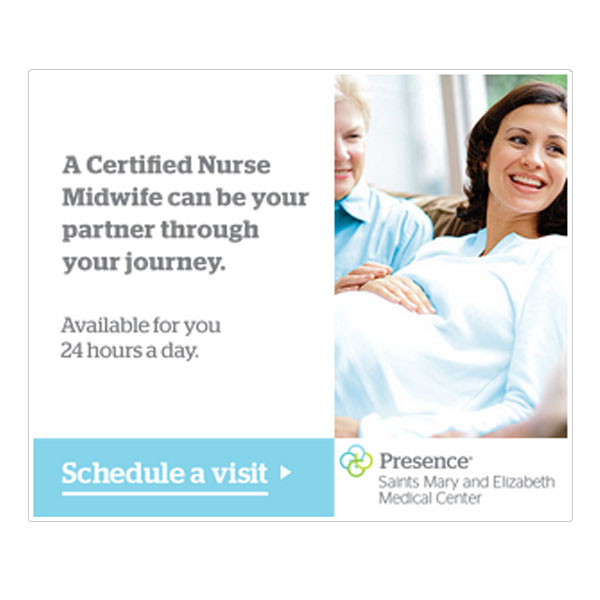 A Certified Nurse
Midwife can be your
partner through
your journey.
Available for you
24 hours a day.
Schedule a visit
Presence®
Saints Mary and Elizabeth
Medical Center